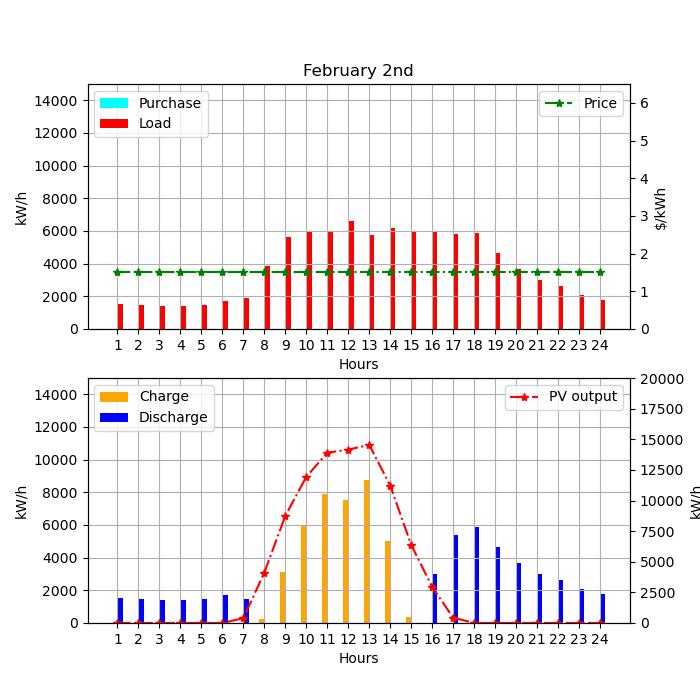 February 2nd
Purchase
Load
Price
14000
12000
10000
8000
6000
4000
2000
0
kW/h
6
5
4
3
2
1
0
$/kWh
1 2 3 4 5 6 7 8 9 10 11 12 13 14 15 16 17 18 19 20 21 22 23 24
Hours
Charge
Discharge
PV output
14000
12000
10000
8000
6000
4000
2000
0
kW/h
20000
17500
15000
12500
10000
7500
5000
2500
0
kW/h
1 2 3 4 5 6 7 8 9 10 11 12 13 14 15 16 17 18 19 20 21 22 23 24
Hours